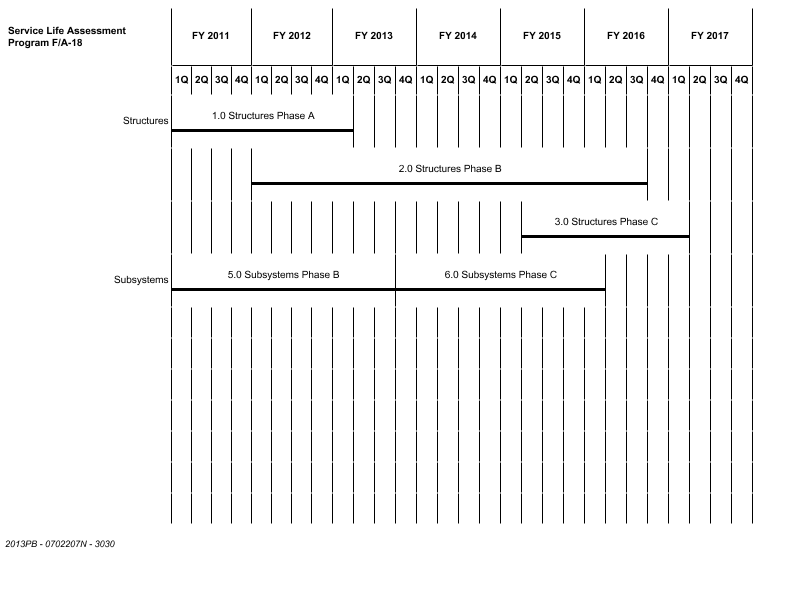 Service Life Assessment
Program F/A-18
FY 2011 FY 2012 FY 2013 FY 2014 FY 2015 FY 2016 FY 2017
1Q 2Q 3Q 4Q 1Q 2Q 3Q 4Q 1Q 2Q 3Q 4Q 1Q 2Q 3Q 4Q 1Q 2Q 3Q 4Q 1Q 2Q 3Q 4Q 1Q 2Q 3Q 4Q
1.0 Structures Phase A
Structures
2.0 Structures Phase B
3.0 Structures Phase C
5.0 Subsystems Phase B 6.0 Subsystems Phase C
Subsystems
2013PB - 0702207N - 3030